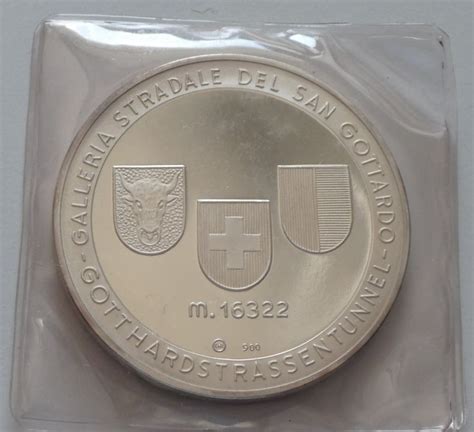 GALLERIA STRADALE DEL SAN GOTTARDO
GOTTHARDSTRASSENTUNNEL
m. 16322
900